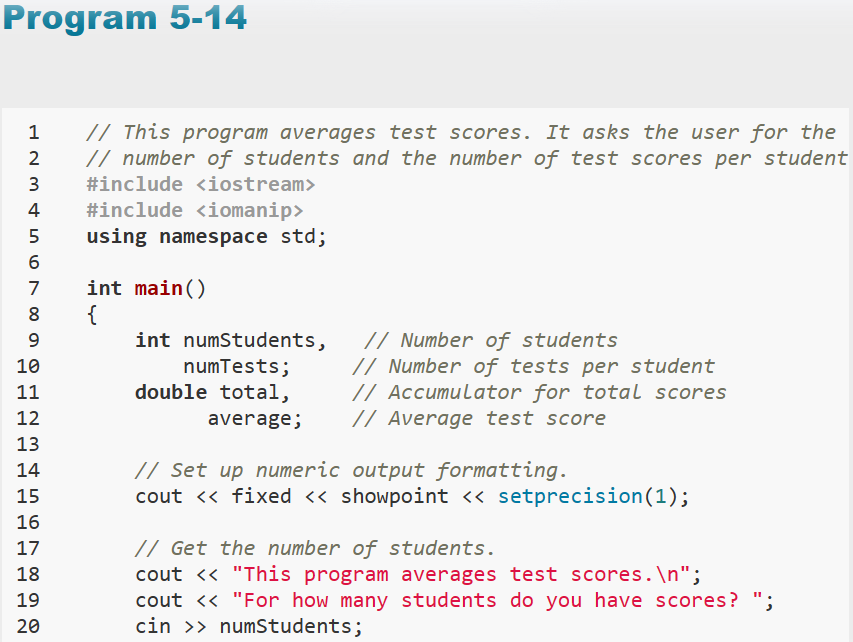 Program 5-14
1 // This program averages test scores. It asks the user for the
2 // number of students and the number of test scores per student
3 #include <iostream>
4 #include <iomanip>
5 using namespace std;
6
7 int main()
8 {
9     int numStudents,   // Number of students
10         numTests;     // Number of tests per student
11     double total,     // Accumulator for total scores
12           average;    // Average test score
13
14     // Set up numeric output formatting.
15     cout << fixed << showpoint << setprecision(1);
16
17     // Get the number of students.
18     cout << "This program averages test scores.\n";
19     cout << "For how many students do you have scores? ";
20     cin >> numStudents;